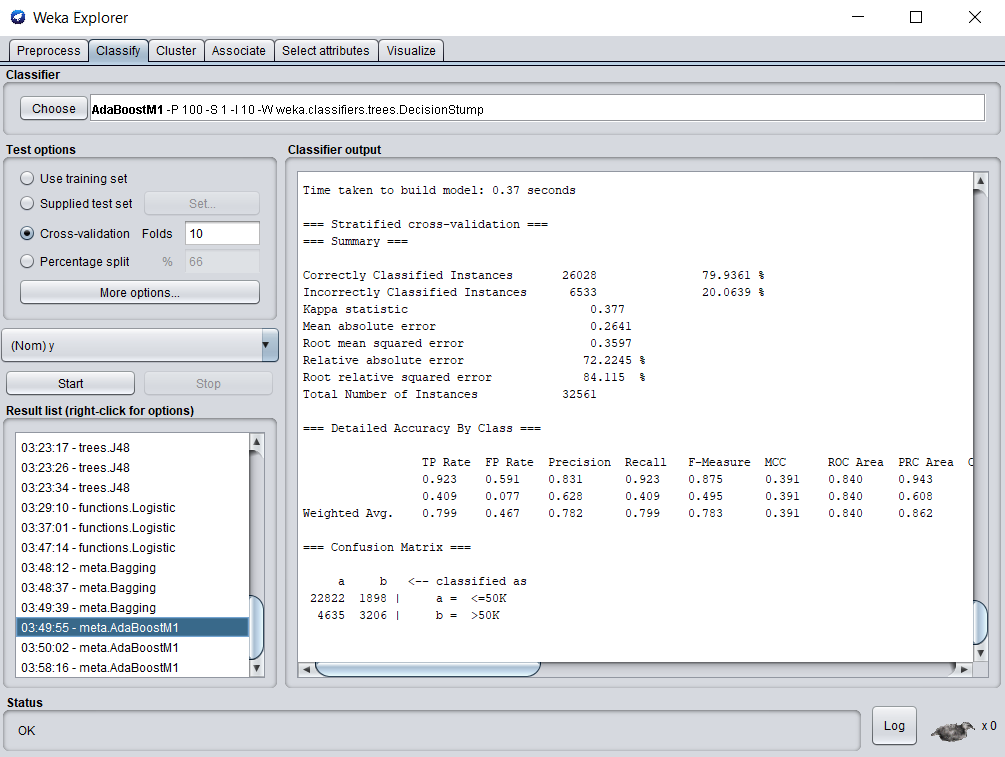 Weka Explorer
Preprocess Classify Cluster Associate Select attributes Visualize
Classifier
Choose AdaBoostM1 -P 100 -S 1 -I 10 -W weka.classifiers.trees.DecisionStump
Test options
Use training set
Supplied test set Set...
Cross-validation Folds 10
Percentage split % 66
More options...
(Nom) y
Start Stop
Result list (right-click for options)
03:23:17 - trees.J48
03:23:26 - trees.J48
03:23:34 - trees.J48
03:29:10 - functions.Logistic
03:37:01 - functions.Logistic
03:47:14 - functions.Logistic
03:48:12 - meta.Bagging
03:48:37 - meta.Bagging
03:49:39 - meta.Bagging
03:49:55 - meta.AdaBoostM1
03:50:02 - meta.AdaBoostM1
03:58:16 - meta.AdaBoostM1
Classifier output
Time taken to build model: 0.37 seconds
=== Stratified cross-validation ===
=== Summary ===
Correctly Classified Instances 26028 79.9361 %
Incorrectly Classified Instances 6533 20.0639 %
Kappa statistic 0.377
Mean absolute error 0.2641
Root mean squared error 0.3597
Relative absolute error 72.2245 %
Root relative squared error 84.115 %
Total Number of Instances 32561
=== Detailed Accuracy By Class ===
TP Rate FP Rate Precision Recall F-Measure MCC ROC Area PRC Area
0.923 0.591 0.831 0.923 0.875 0.391 0.840 0.943
0.409 0.077 0.628 0.409 0.495 0.391 0.840 0.608
Weighted Avg. 0.799 0.467 0.782 0.799 0.783 0.391 0.840 0.862
=== Confusion Matrix ===
a b <-- classified as
22822 1898 | a = <=50K
4635 3206 | b = >50K
Status
OK
Log x 0